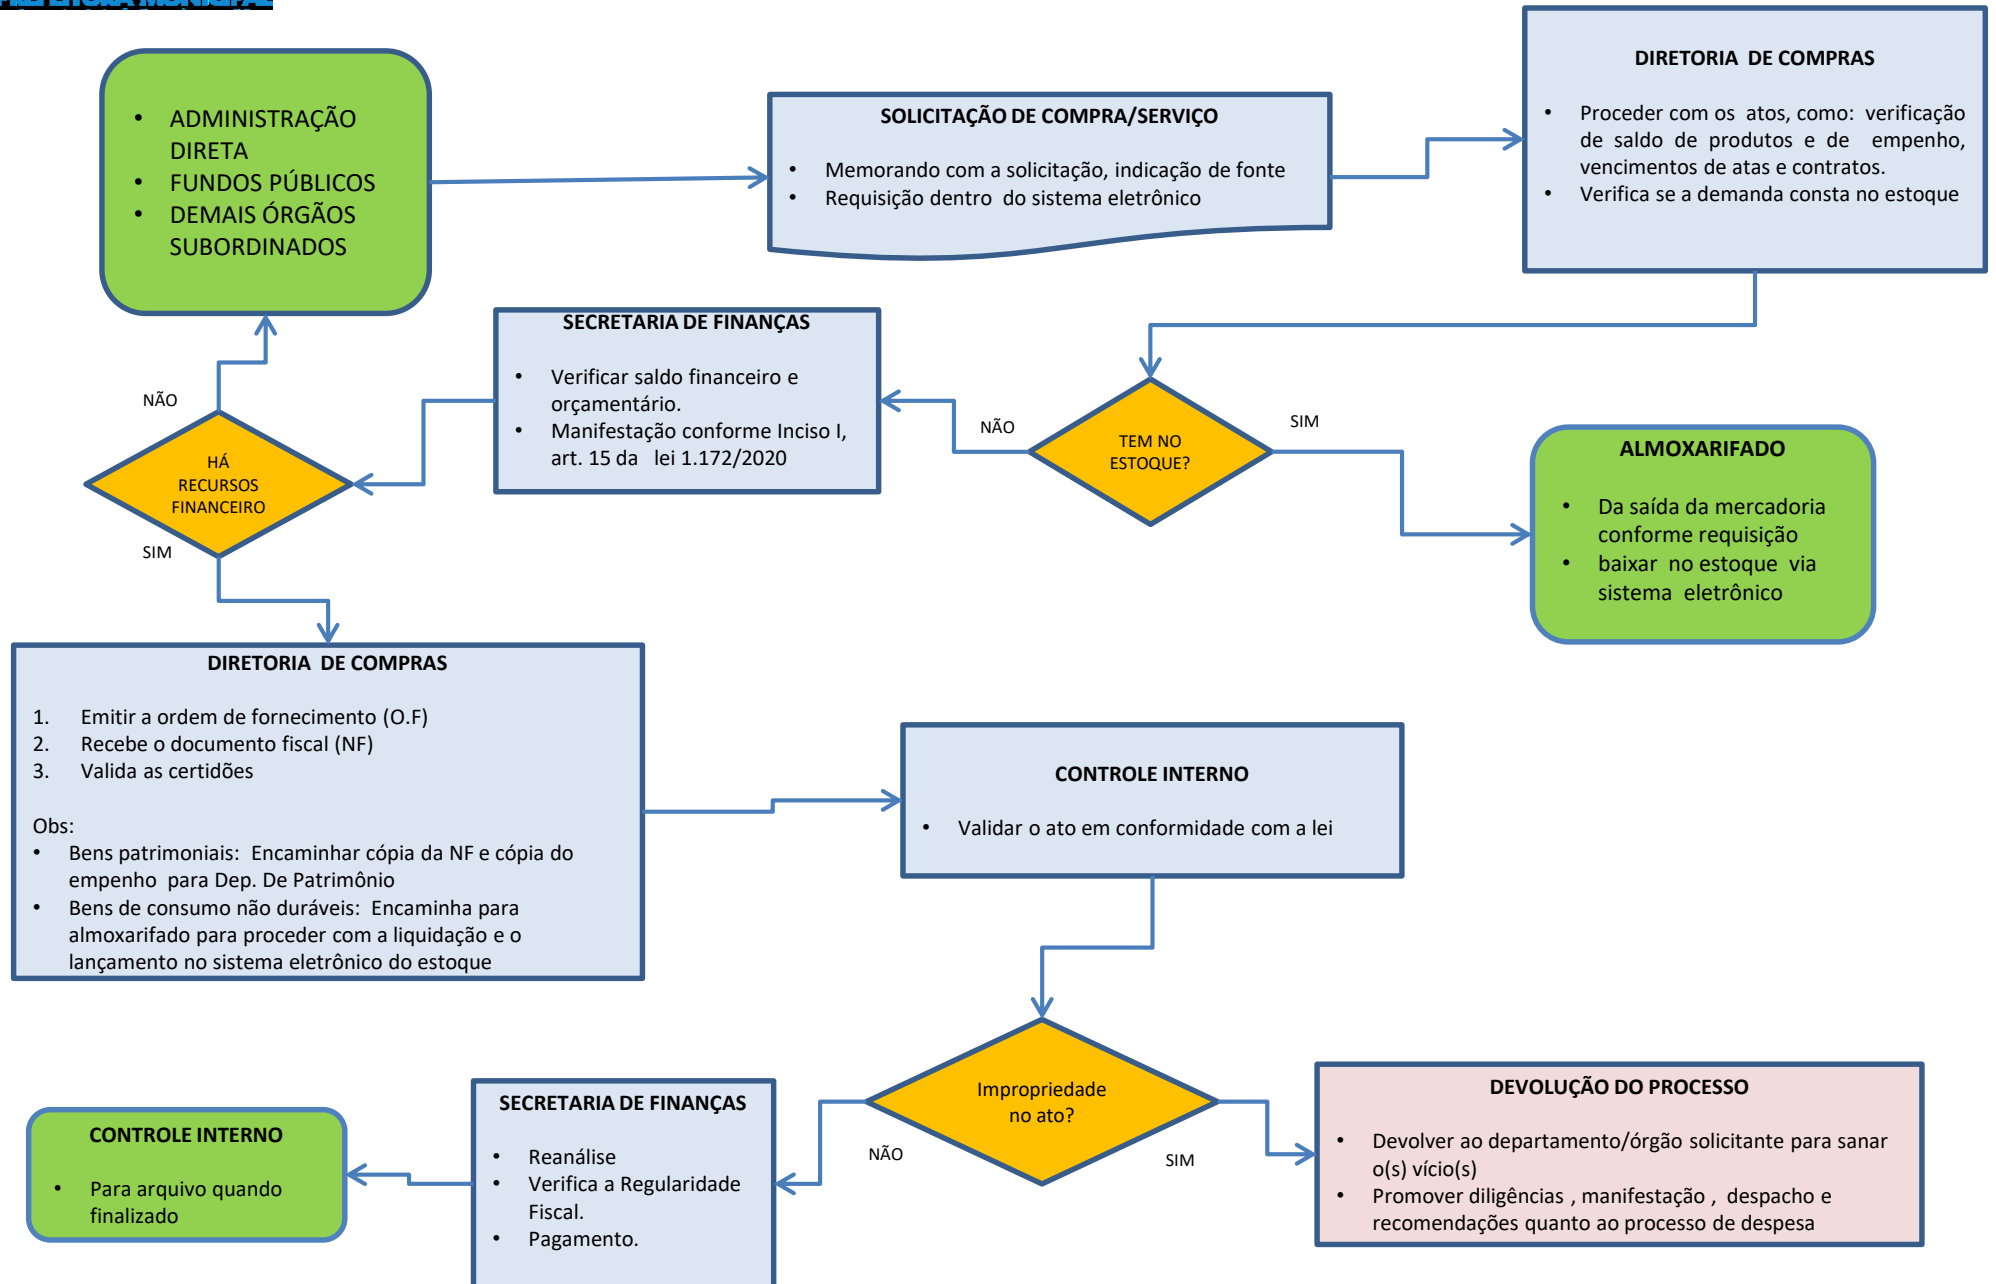 PREFEITURA MUNICIPAL
• ADMINISTRAÇÃO
DIRETA
• FUNDOS PÚBLICOS
• DEMAIS ÓRGÃOS
SUBORDINADOS
SOLICITAÇÃO DE COMPRA/SERVIÇO
• Memorando com a solicitação, indicação de fonte
• Requisição dentro do sistema eletrônico
DIRETORIA DE COMPRAS
• Proceder com os atos, como: verificação
de saldo de produtos e de empenho,
vencimentos de atas e contratos.
• Verifica se a demanda consta no estoque
SECRETARIA DE FINANÇAS
• Verificar saldo financeiro e
orçamentário.
• Manifestação conforme Inciso I,
art. 15 da lei 1.172/2020
NÃO
TEM NO
ESTOQUE?
SIM
ALMOXARIFADO
• Da saída da mercadoria
conforme requisição
• baixar no estoque via
sistema eletrônico
NÃO
HÁ
RECURSOS
FINANCEIRO
SIM
DIRETORIA DE COMPRAS
1. Emitir a ordem de fornecimento (O.F)
2. Recebe o documento fiscal (NF)
3. Valida as certidões
Obs:
• Bens patrimoniais: Encaminhar cópia da NF e cópia do
empenho para Dep. De Patrimônio
• Bens de consumo não duráveis: Encaminha para
almoxarifado para proceder com a liquidação e o
lançamento no sistema eletrônico do estoque
CONTROLE INTERNO
• Validar o ato em conformidade com a lei
Impropriedade
no ato?
NÃO
SIM
DEVOLUÇÃO DO PROCESSO
• Devolver ao departamento/órgão solicitante para sanar
o(s) vício(s)
• Promover diligências , manifestação , despacho e
recomendações quanto ao processo de despesa
SECRETARIA DE FINANÇAS
• Reanálise
• Verifica a Regularidade
Fiscal.
• Pagamento.
CONTROLE INTERNO
• Para arquivo quando
finalizado